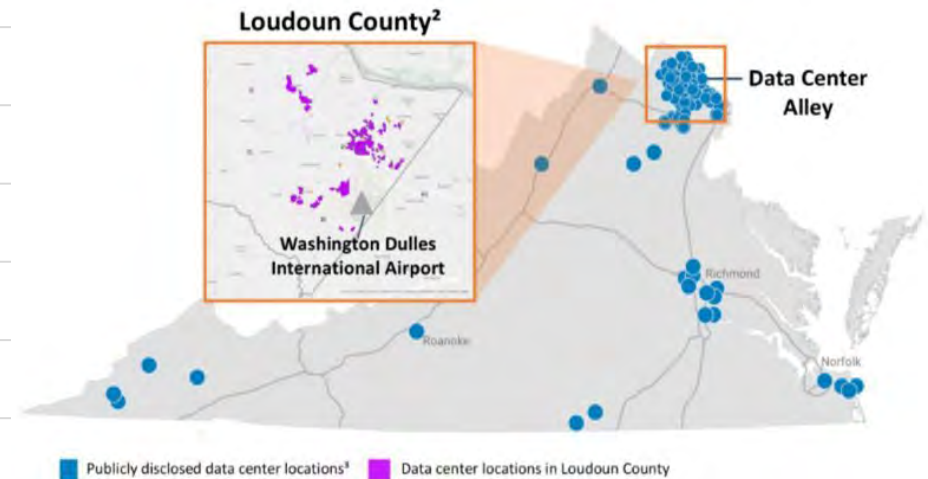 Loudoun County²
Data Center
Alley
Washington Dulles
International Airport
Richmond
Roanoke
Norfolk
Publicly disclosed data center locations³
Data center locations in Loudoun County